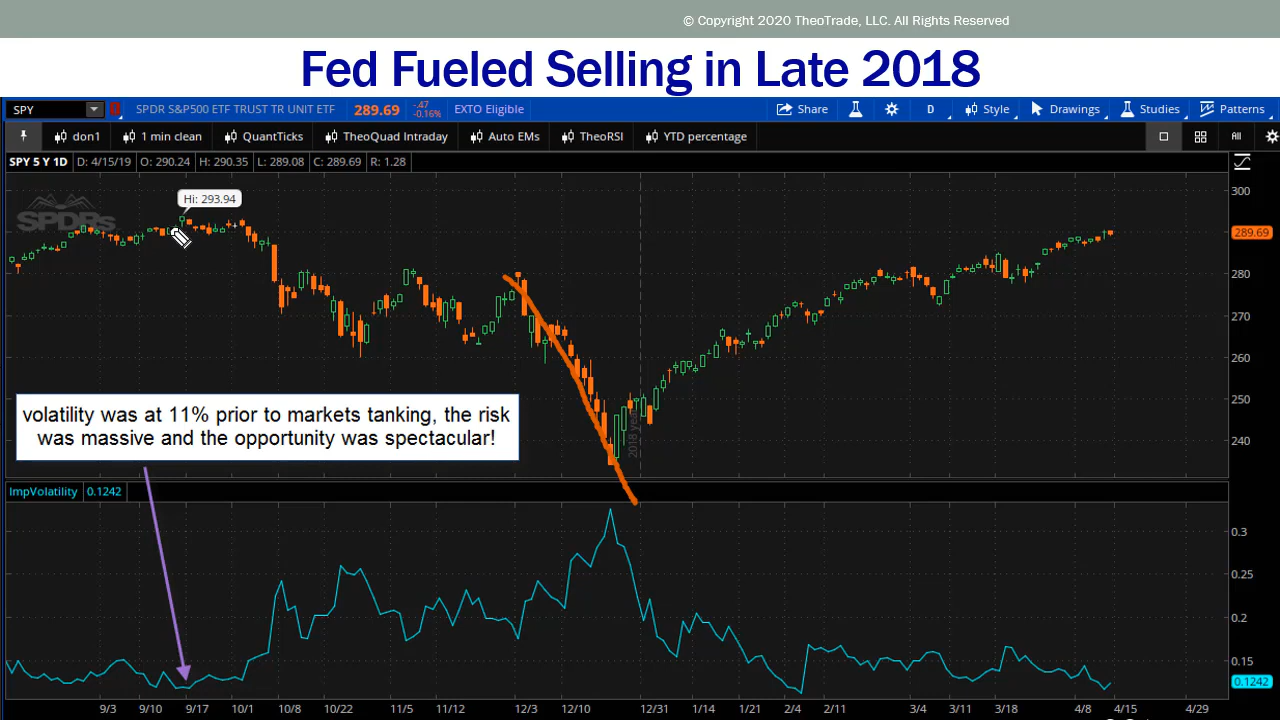 © Copyright 2020 TheoTrade, LLC. All Rights Reserved
Fed Fueled Selling in Late 2018
SPY SPDR S&P500 ETF TRUST TR UNIT ETF 289.69 -.47 -0.16% EXTO Eligible Share D Style Drawings Studies Patterns
don1 1 min clean QuantTicks TheoQuad Intraday Auto EMs TheoRSI YTD percentage All
SPY 5 Y 1D D: 4/15/19 O: 290.24 H: 290.35 L: 289.08 C: 289.69 R: 1.28
SPDRs
Hi: 293.94
300
289.69
280
270
260
250
240
2018 year
volatility was at 11% prior to markets tanking, the risk
was massive and the opportunity was spectacular!
ImpVolatility 0.1242
0.3
0.25
0.2
0.15
0.1242
9/3 9/10 9/17 10/1 10/8 10/22 11/5 11/12 12/3 12/10 12/31 1/14 1/21 2/4 2/11 3/4 3/11 3/18 4/8 4/15 4/29